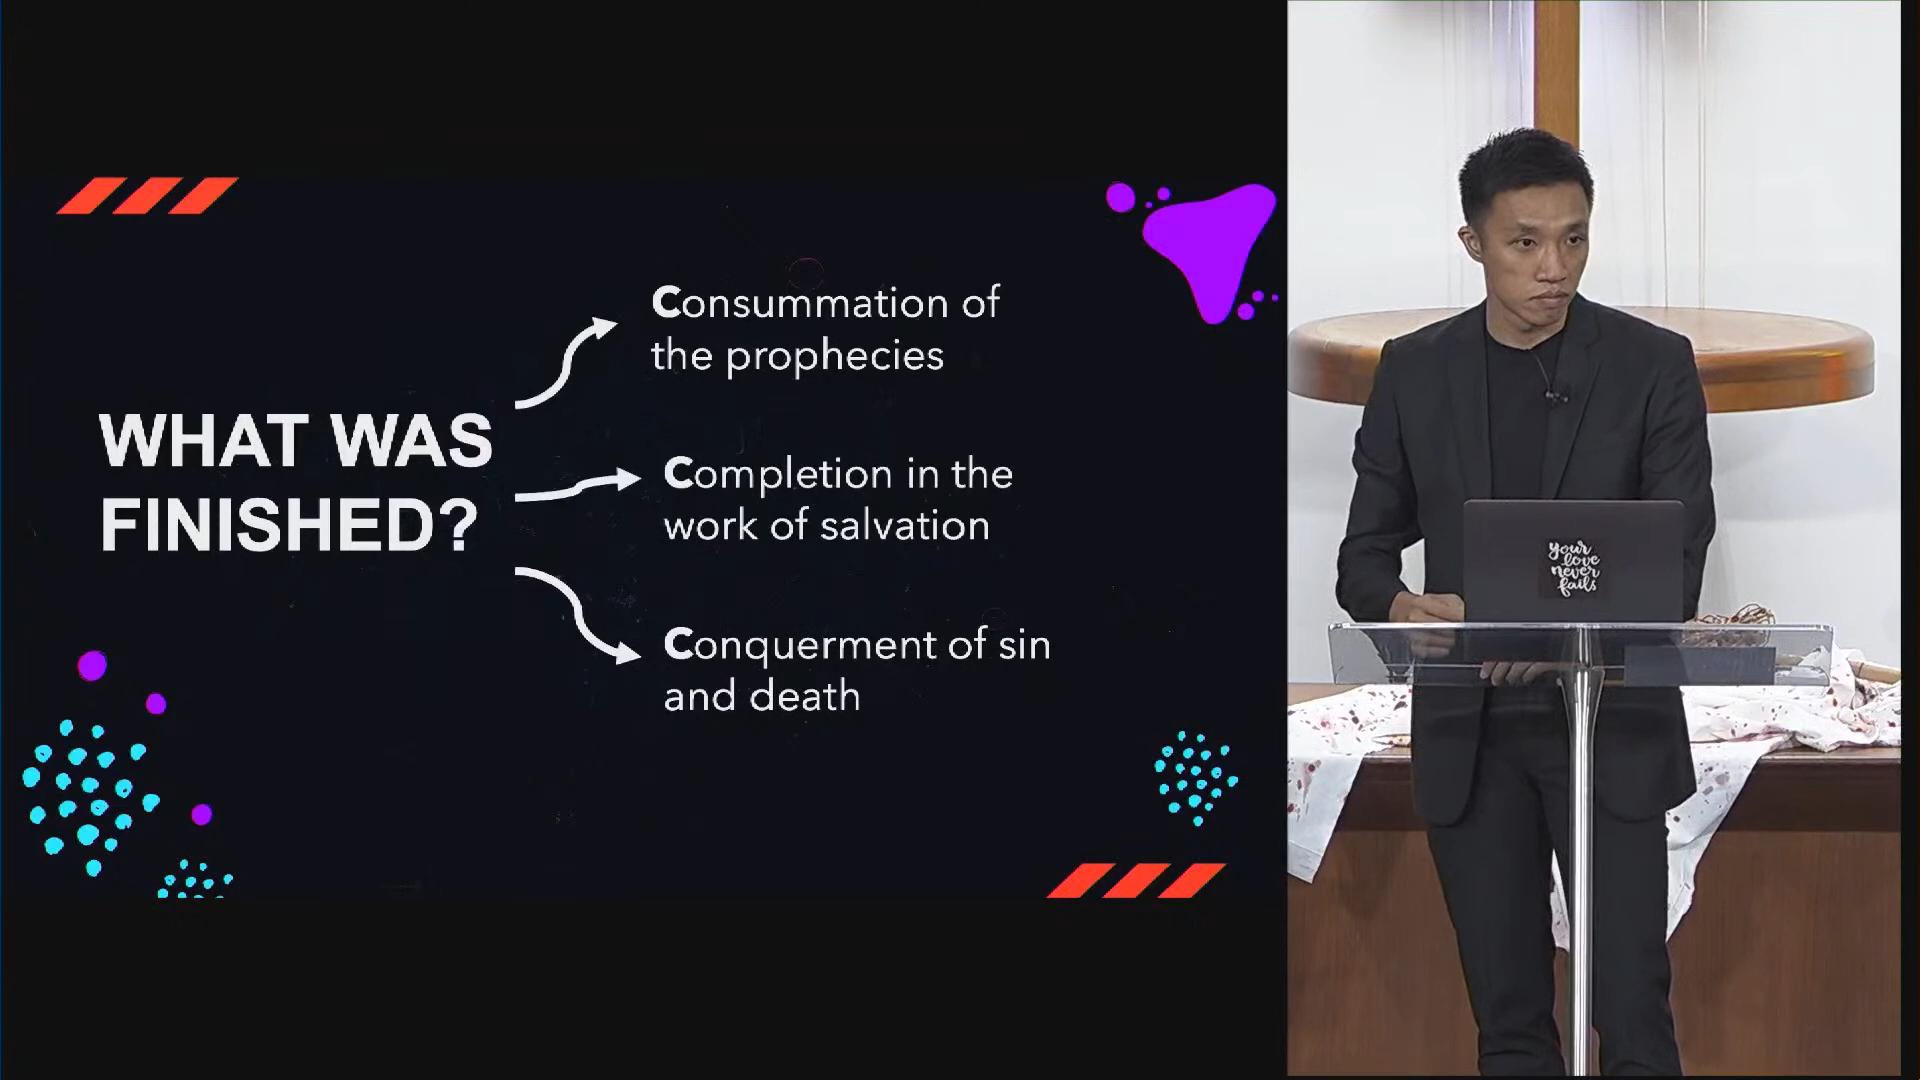 WHAT WAS
FINISHED?
Consummation of
the prophecies
Completion in the
work of salvation
Conquerment of sin
and death
your
love
never
fails